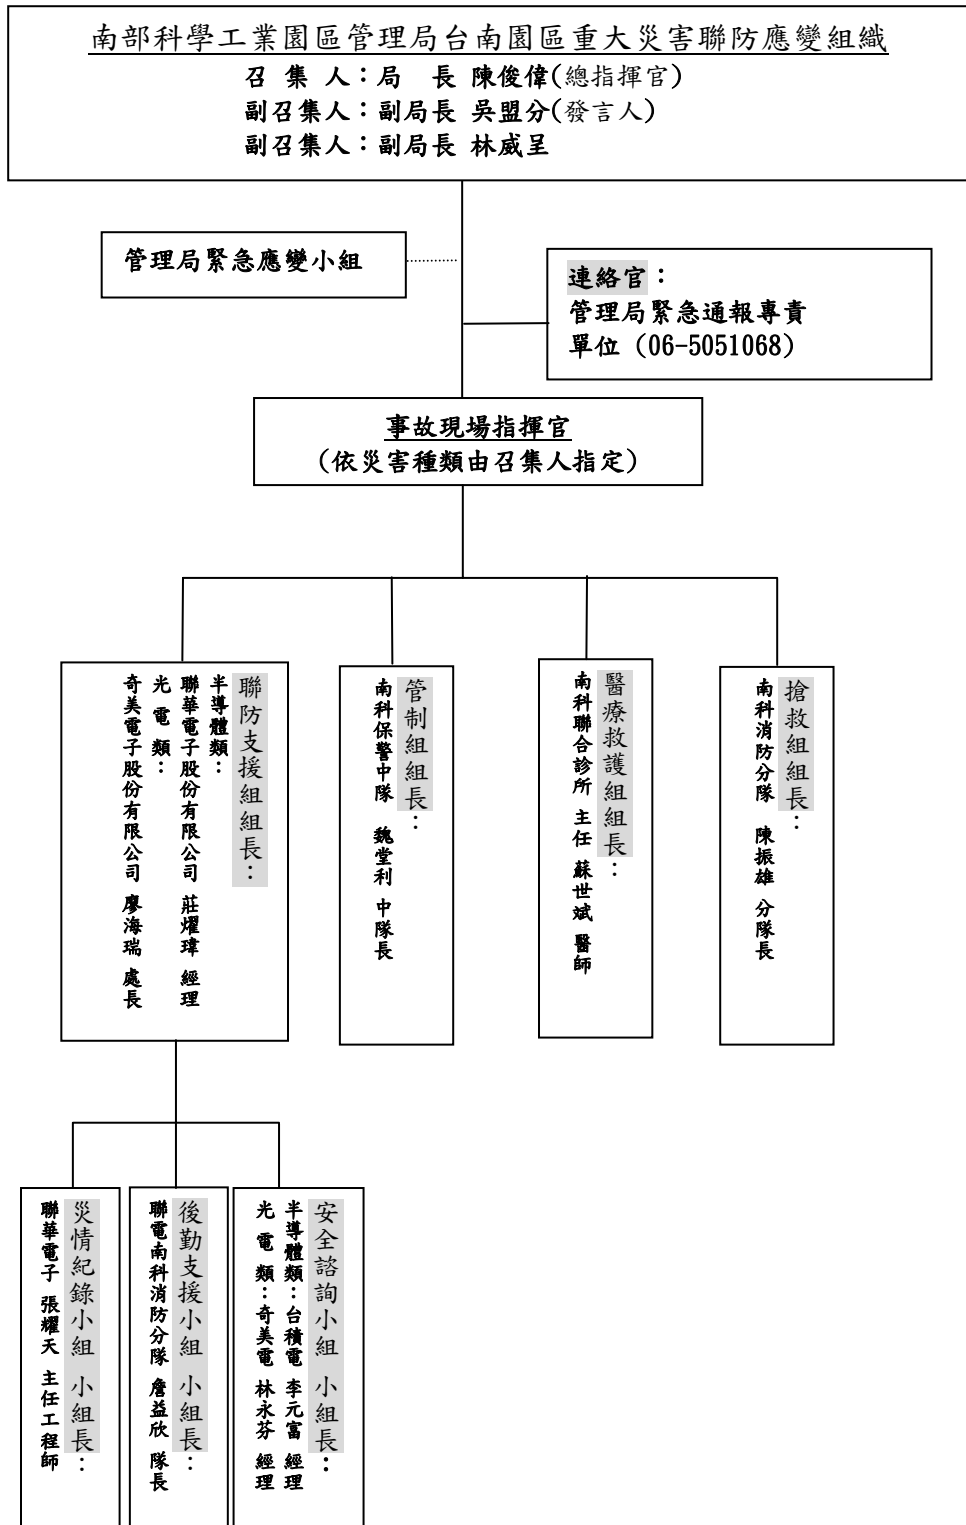 南部科學工業園區管理局台南園區重大災害聯防應變組織
召 集 人：局　長 陳俊偉(總指揮官)
副召集人：副局長 吳盟分(發言人)
副召集人：副局長 林威呈
管理局緊急應變小組
連絡官：
管理局緊急通報專責
單位 (06-5051068)
事故現場指揮官
(依災害種類由召集人指定)
聯防支援組組長：
半導體類：
聯華電子股份有限公司 莊燿瑋 經理
光 電 類：
奇美電子股份有限公司 廖海瑞 處長
管制組組長：
南科保警中隊 魏堂利 中隊長
醫療救護組組長：
南科聯合診所 主任 蘇世斌 醫師
搶救組組長：
南科消防分隊 陳振雄 分隊長
災情紀錄小組 小組長：
聯華電子 張燿天 主任工程師
後勤支援小組 小組長：
聯電南科消防分隊 詹益欣 隊長
安全諮詢小組 小組長：
半導體類：台積電 李元富 經理
光 電 類：奇美電 林永芬 經理